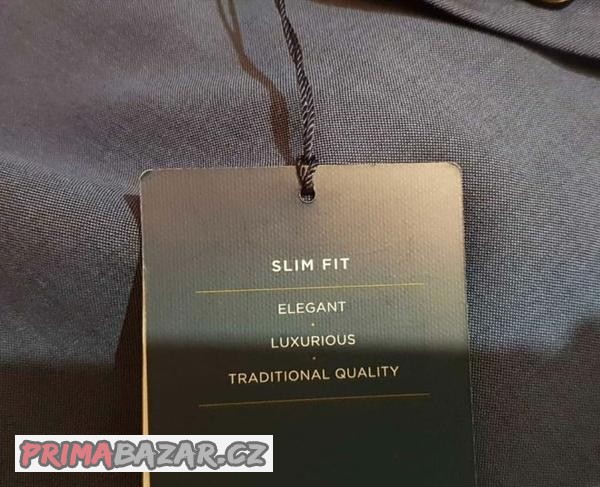 SLIM FIT
ELEGANT
LUXURIOUS
TRADITIONAL QUALITY
PRIMABAZAR.CZ